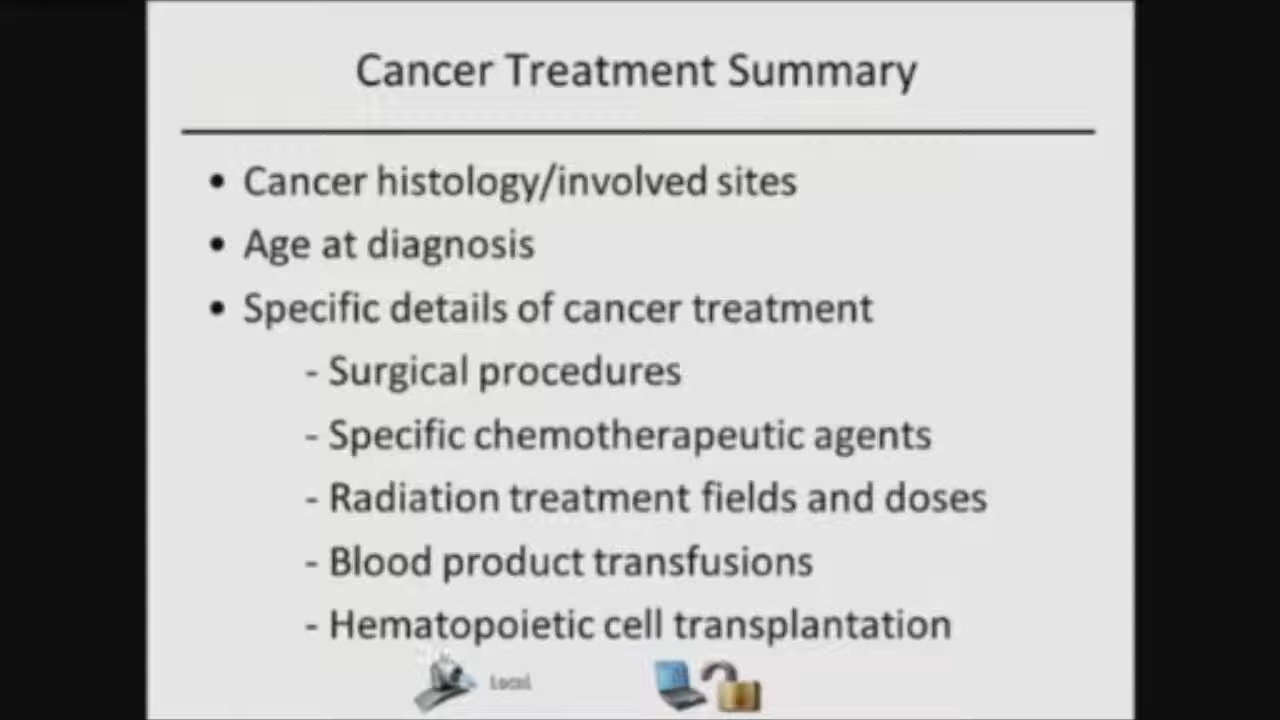 Cancer Treatment Summary
• Cancer histology/involved sites
• Age at diagnosis
• Specific details of cancer treatment
- Surgical procedures
- Specific chemotherapeutic agents
- Radiation treatment fields and doses
- Blood product transfusions
- Hematopoietic cell transplantation
Local